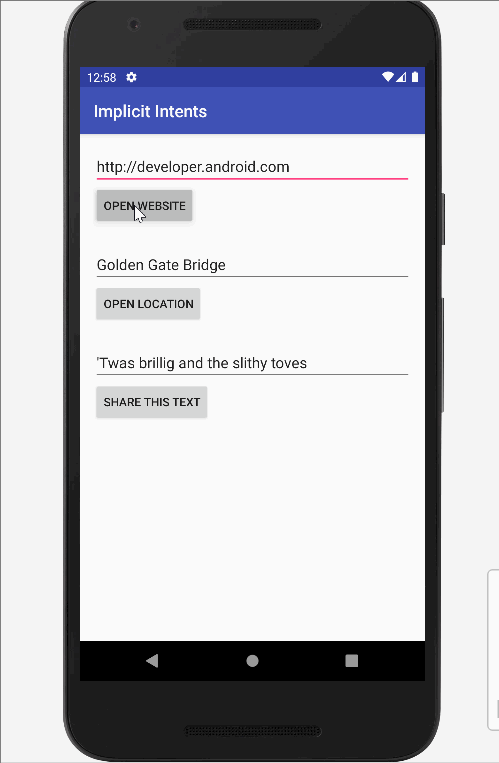 12:58
Implicit Intents
http://developer.android.com
OPEN WEBSITE
Golden Gate Bridge
OPEN LOCATION
'Twas brillig and the slithy toves
SHARE THIS TEXT